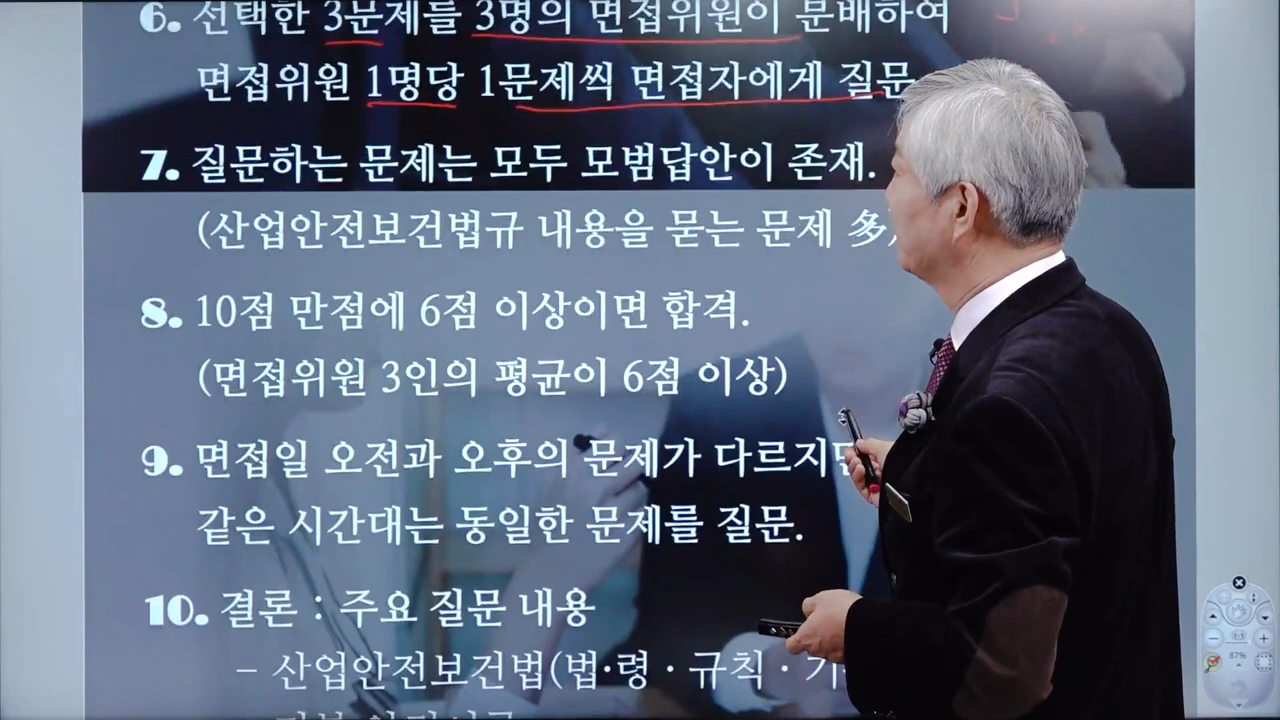 6. 선택한 3문제를 3명의 면접위원이 분배하여
면접위원 1명당 1문제씩 면접자에게 질문
7. 질문하는 문제는 모두 모범답안이 존재.
(산업안전보건법규 내용을 묻는 문제 多)
8. 10점 만점에 6점 이상이면 합격.
(면접위원 3인의 평균이 6점 이상)
9. 면접일 오전과 오후의 문제가 다르지만
같은 시간대는 동일한 문제를 질문.
10. 결론 : 주요 질문 내용
- 산업안전보건법(법·령·규칙·
87%